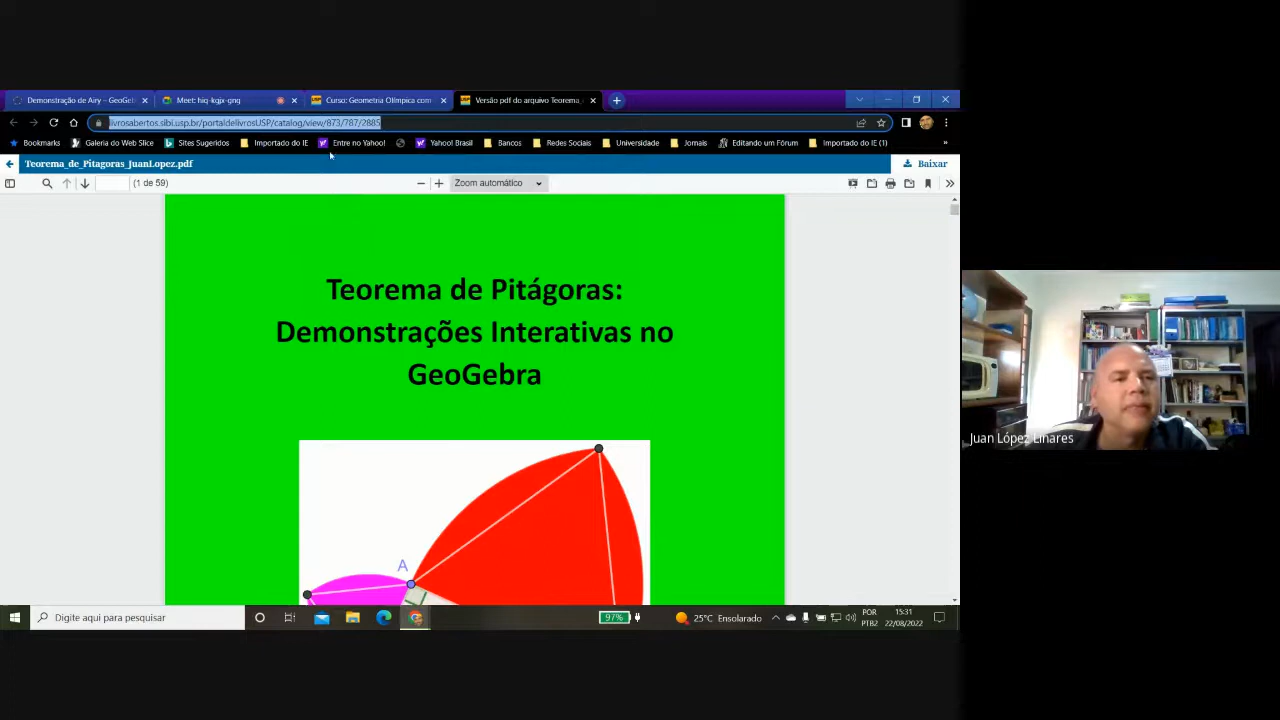 Demonstração de Airy – GeoGeb
Meet: hiq-kgjx-gnq
Curso: Geometria Olímpica com
Versão pdf do arquivo Teorema_
livrosabertos.sibi.usp.br/portaldelivrosUSP/catalog/view/873/787/2885
Bookmarks
Galeria do Web Slice
Sites Sugeridos
Importado do IE
Entre no Yahoo!
Yahoo! Brasil
Bancos
Redes Sociais
Universidade
Jornais
Editando um Fórum
Importado do IE (1)
»
Teorema_de_Pitagoras_JuanLopez.pdf
Baixar
(1 de 59)
Zoom automático
Teorema de Pitágoras:
Demonstrações Interativas no
GeoGebra
A
Juan López Linares
Digite aqui para pesquisar
97%
25°C Ensolarado
POR
PTB2
15:31
22/08/2022